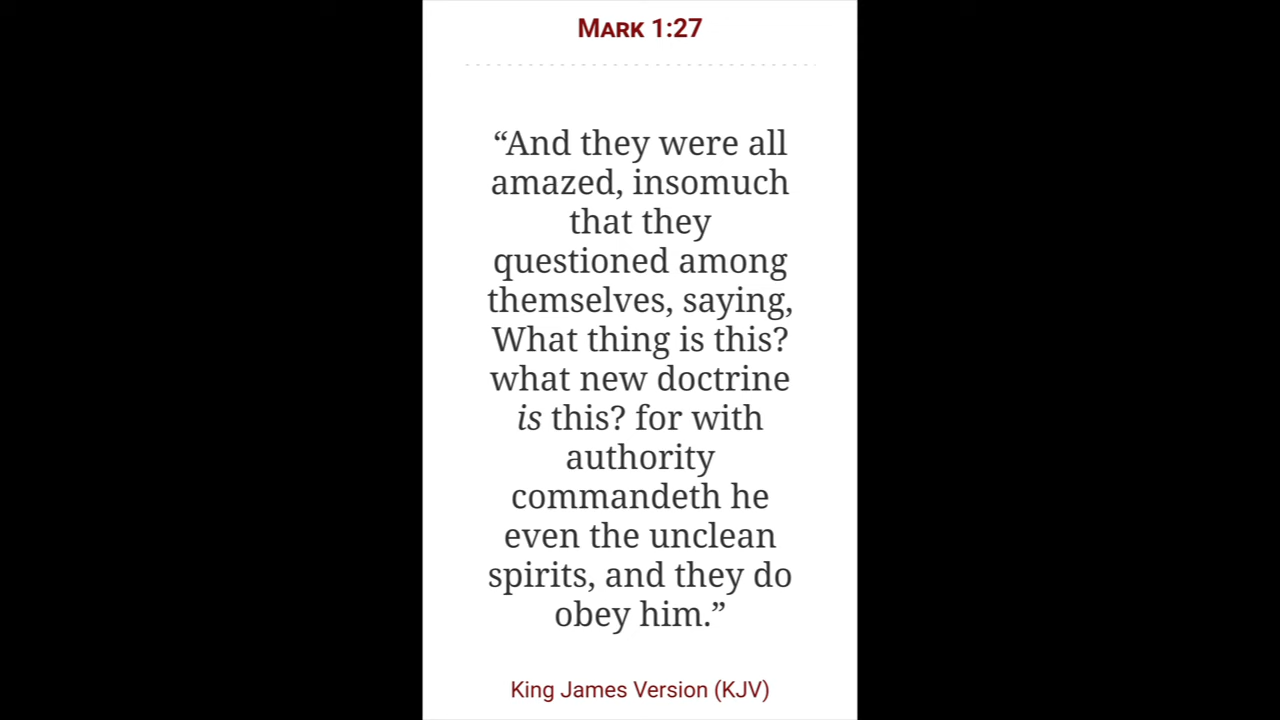 Mark 1:27
“And they were all
amazed, insomuch
that they
questioned among
themselves, saying,
What thing is this?
what new doctrine
is this? for with
authority
commandeth he
even the unclean
spirits, and they do
obey him.”
King James Version (KJV)